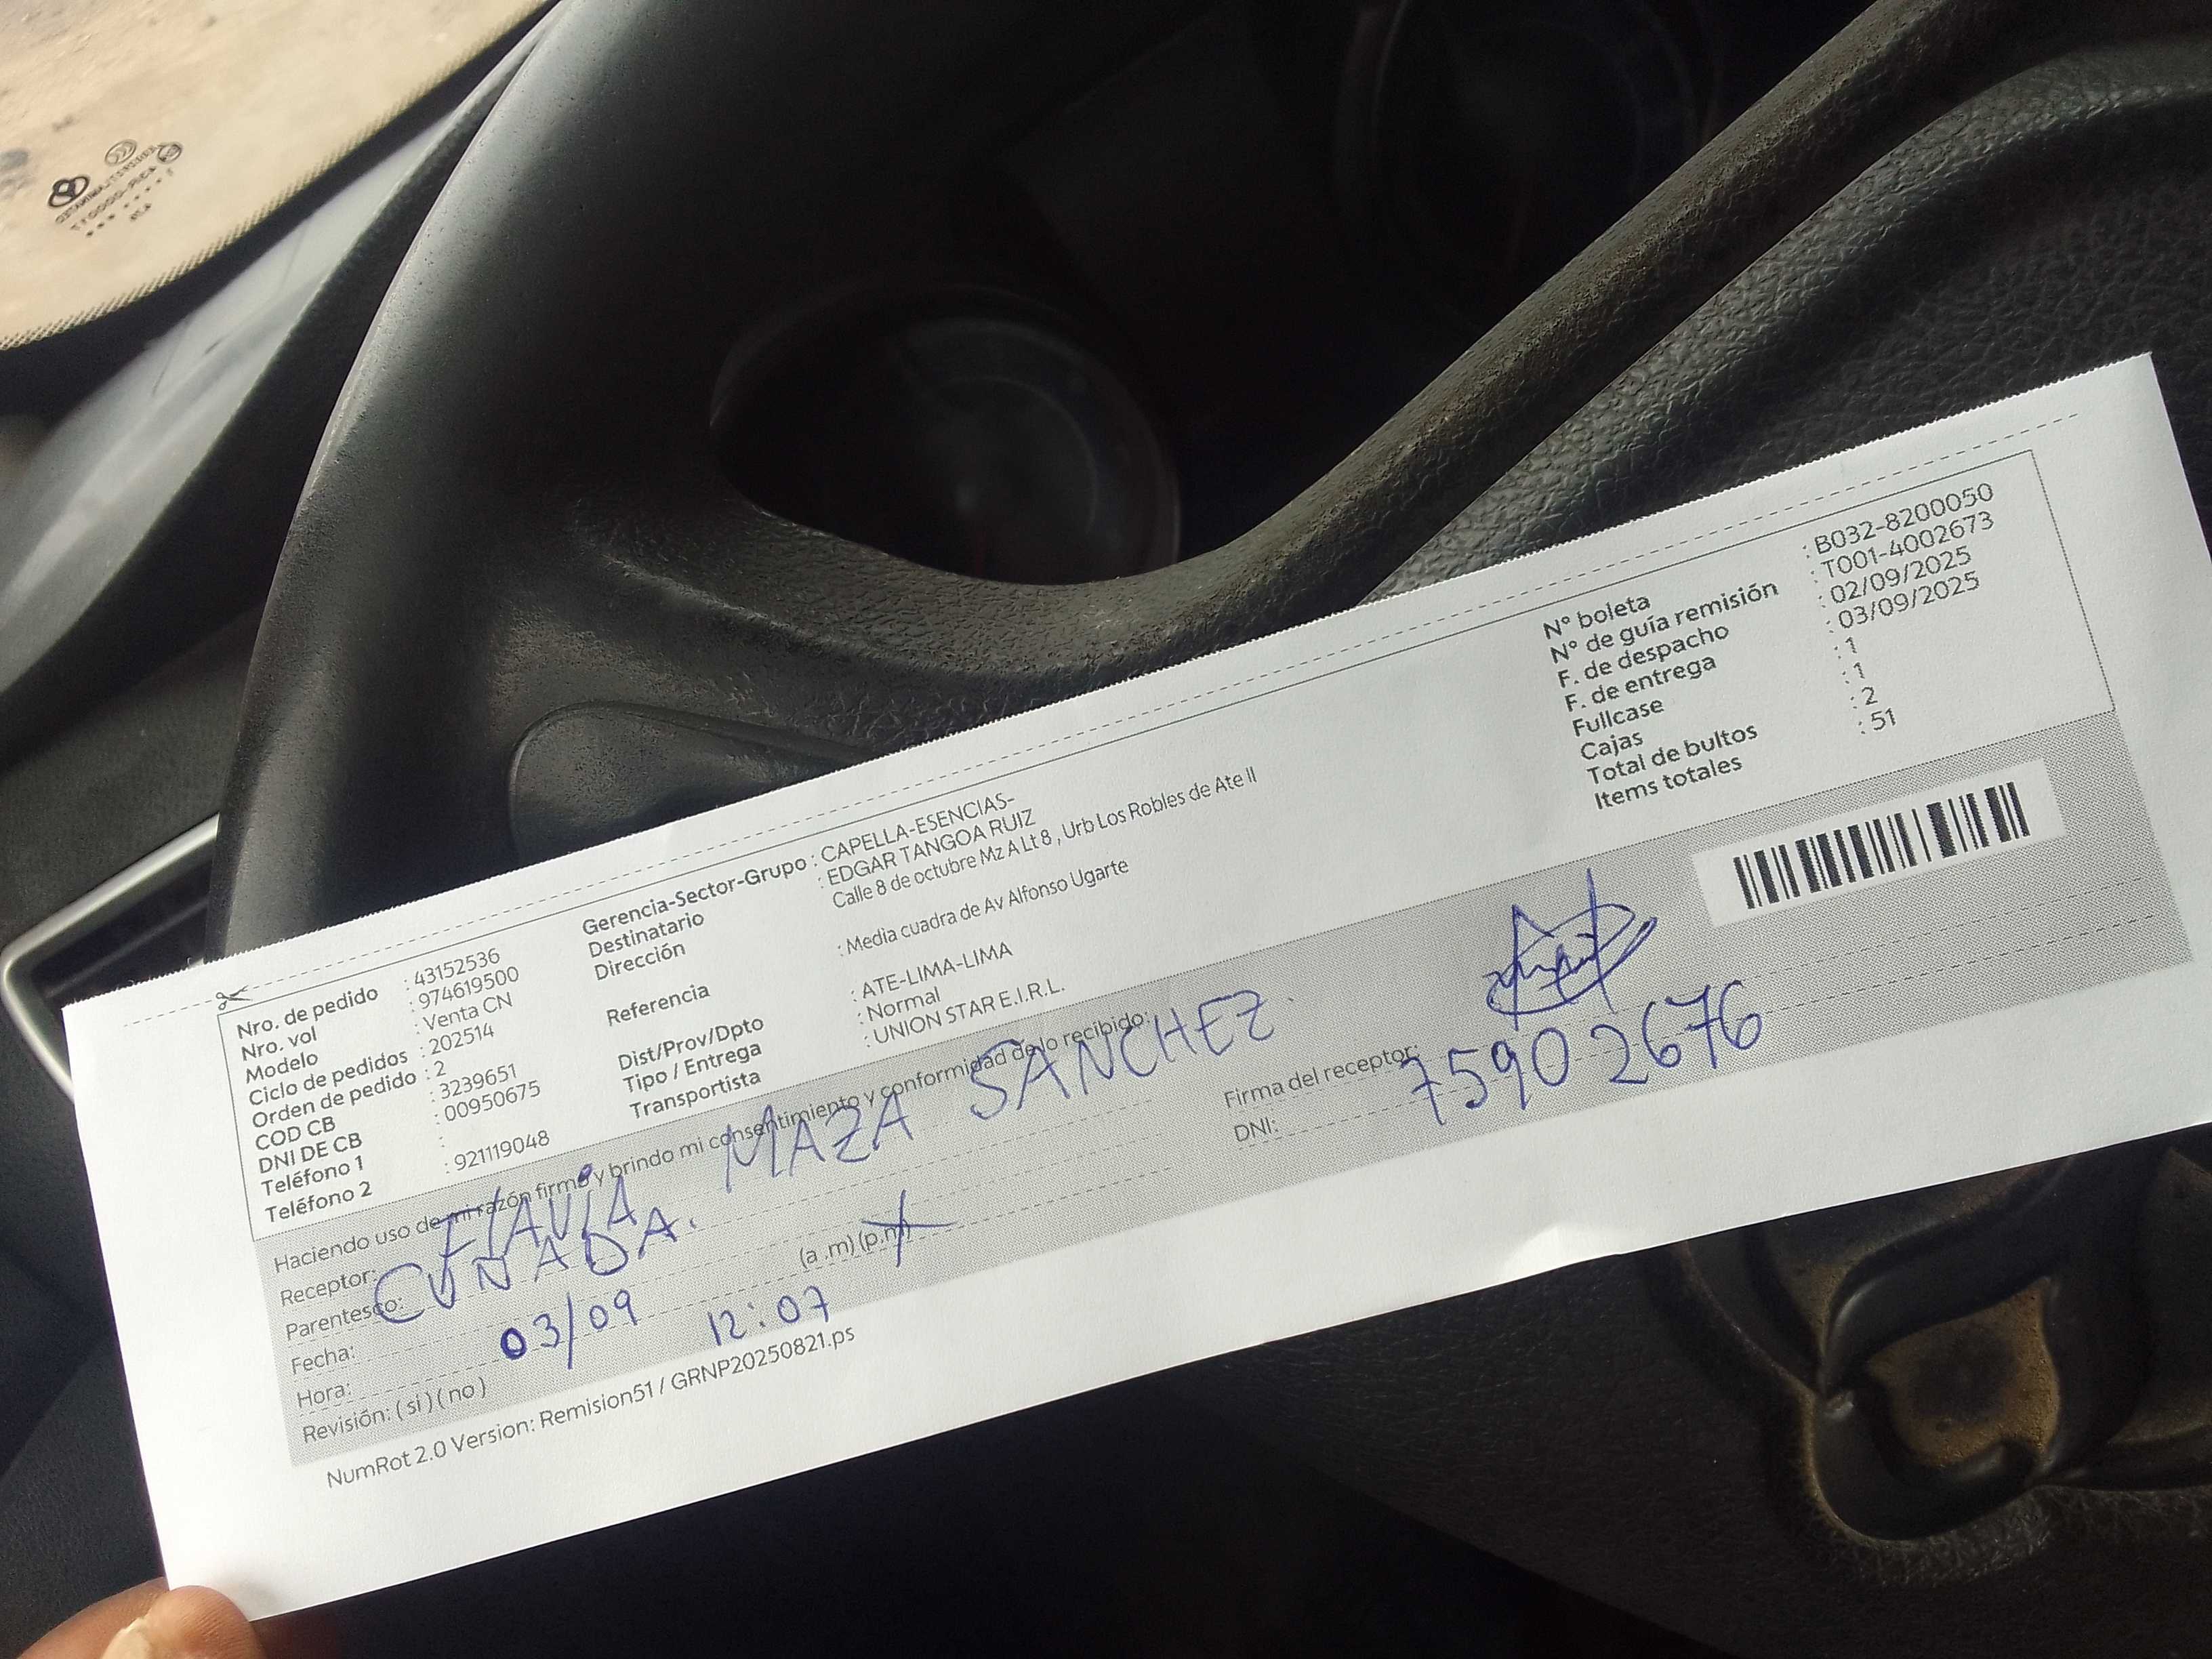 Nro. de pedido : 43152536
Nro. vol : 974619500
Modelo : Venta CN
Ciclo de pedidos : 202514
Orden de pedido : 2
COD CB : 3239651
DNI DE CB : 00950675
Teléfono 1 :
Teléfono 2 : 921119048
Gerencia-Sector-Grupo : CAPELLA-ESENCIAS-
Destinatario : EDGAR TANGOA RUIZ
Dirección Calle 8 de octubre Mz A Lt 8 , Urb Los Robles de Ate II
Referencia : Media cuadra de Av Alfonso Ugarte
Dist/Prov/Dpto : ATE-LIMA-LIMA
Tipo / Entrega : Normal
Transportista : UNION STAR E.I.R.L.
N° boleta : B032-8200050
N° de guía remisión : T001-4002673
F. de despacho : 02/09/2025
F. de entrega : 03/09/2025
Fullcase : 1
Cajas : 1
Total de bultos : 2
Items totales : 51
Haciendo uso de mi razón firmo y brindo mi consentimiento y conformidad de lo recibido:
Receptor: FlAViA MAZA SANCHEZ.
Parentesco: CUNADA.
Fecha: 03/09
Hora: 12:07 (a .m) (p.m)
Revisión: ( si ) ( no )
Firma del receptor:
DNI: 75902676
NumRot 2.0 Version: Remision51 / GRNP20250821.ps